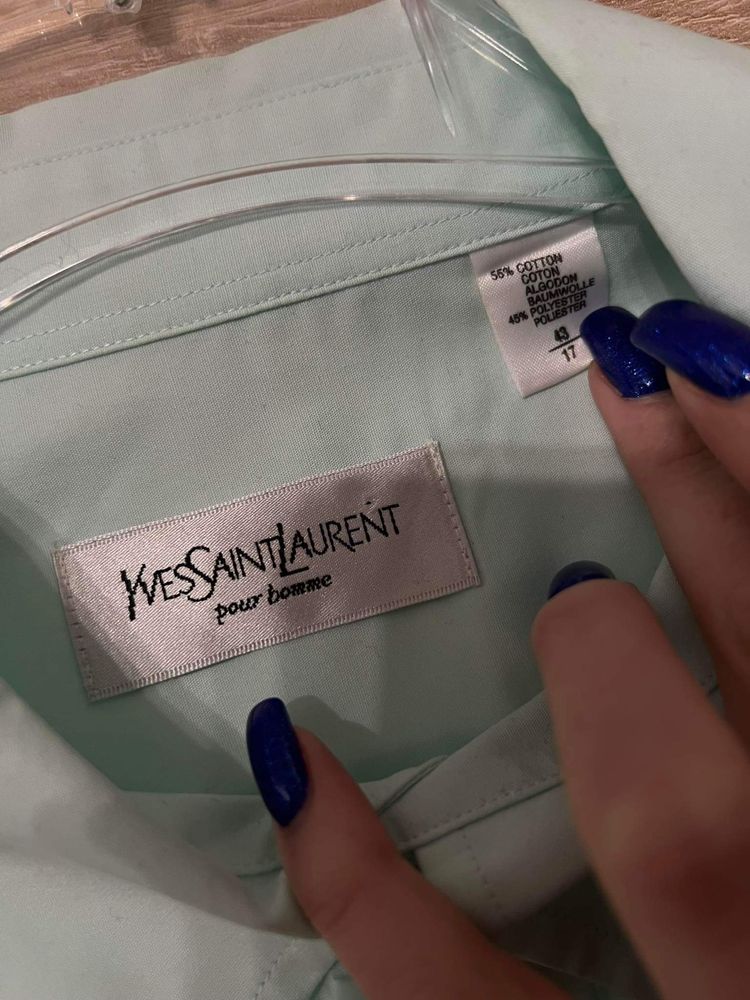 55% COTTON
COTON
ALGODON
BAUMWOLLE
45% POLYESTER
POLIESTER
43
17
YVESSAINTLAURENT
pour homme